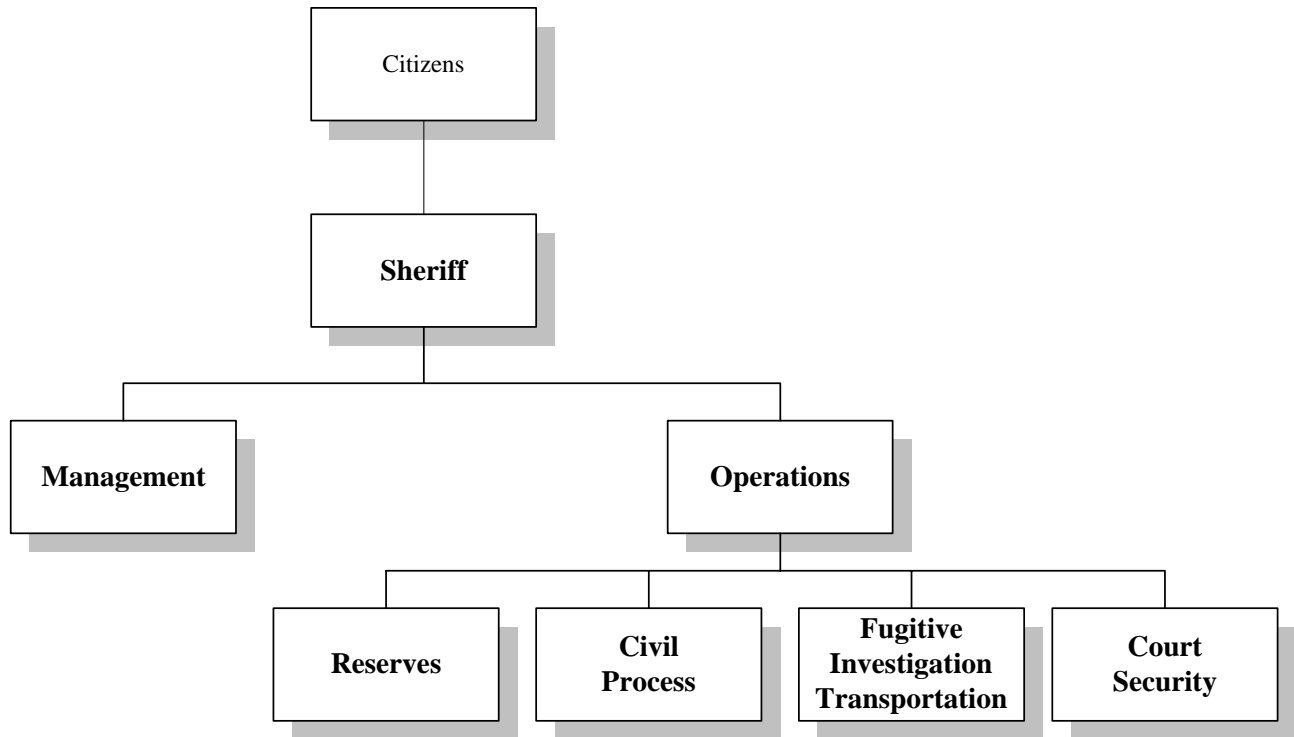 Citizens
Sheriff
Management
Operations
Reserves
Civil
Process
Fugitive
Investigation
Transportation
Court
Security